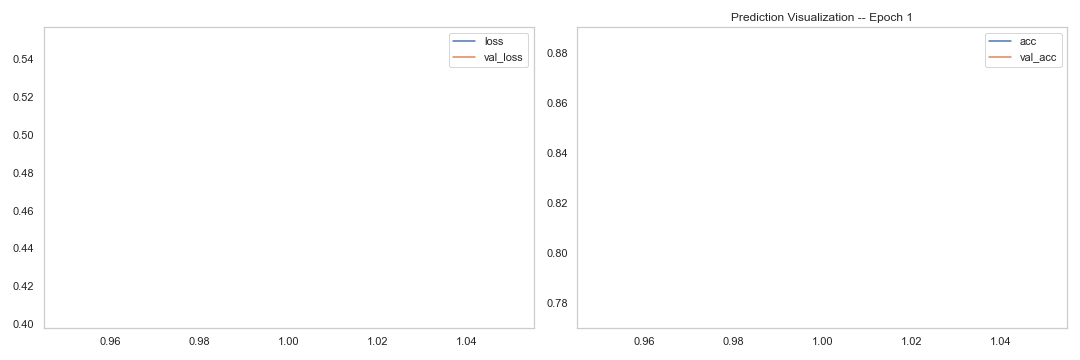 Prediction Visualization -- Epoch 1
loss
val_loss
0.54
0.52
0.50
0.48
0.46
0.44
0.42
0.40
0.96 0.98 1.00 1.02 1.04
acc
val_acc
0.88
0.86
0.84
0.82
0.80
0.78
0.96 0.98 1.00 1.02 1.04